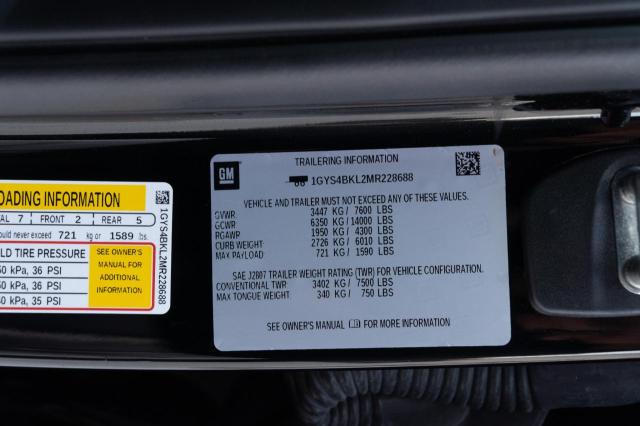 OADING INFORMATION
TAL 7 FRONT 2 REAR 5
ould never exceed 721 kg or 1589 lbs.
LD TIRE PRESSURE
0 kPa, 36 PSI
0 kPa, 36 PSI
0 kPa, 35 PSI
SEE OWNER'S
MANUAL FOR
ADDITIONAL
INFORMATION
1GYS4BKL2MR228688
GM
TRAILERING INFORMATION
1GYS4BKL2MR228688
VEHICLE AND TRAILER MUST NOT EXCEED ANY OF THESE VALUES.
GVWR 3447 KG / 7600 LBS
GCWR 6350 KG / 14000 LBS
RGAWR 1950 KG / 4300 LBS
CURB WEIGHT 2726 KG / 6010 LBS
MAX PAYLOAD 721 KG / 1590 LBS
SAE J2807 TRAILER WEIGHT RATING (TWR) FOR VEHICLE CONFIGURATION.
CONVENTIONAL TWR 3402 KG / 7500 LBS
MAX TONGUE WEIGHT 340 KG / 750 LBS
SEE OWNER'S MANUAL FOR MORE INFORMATION